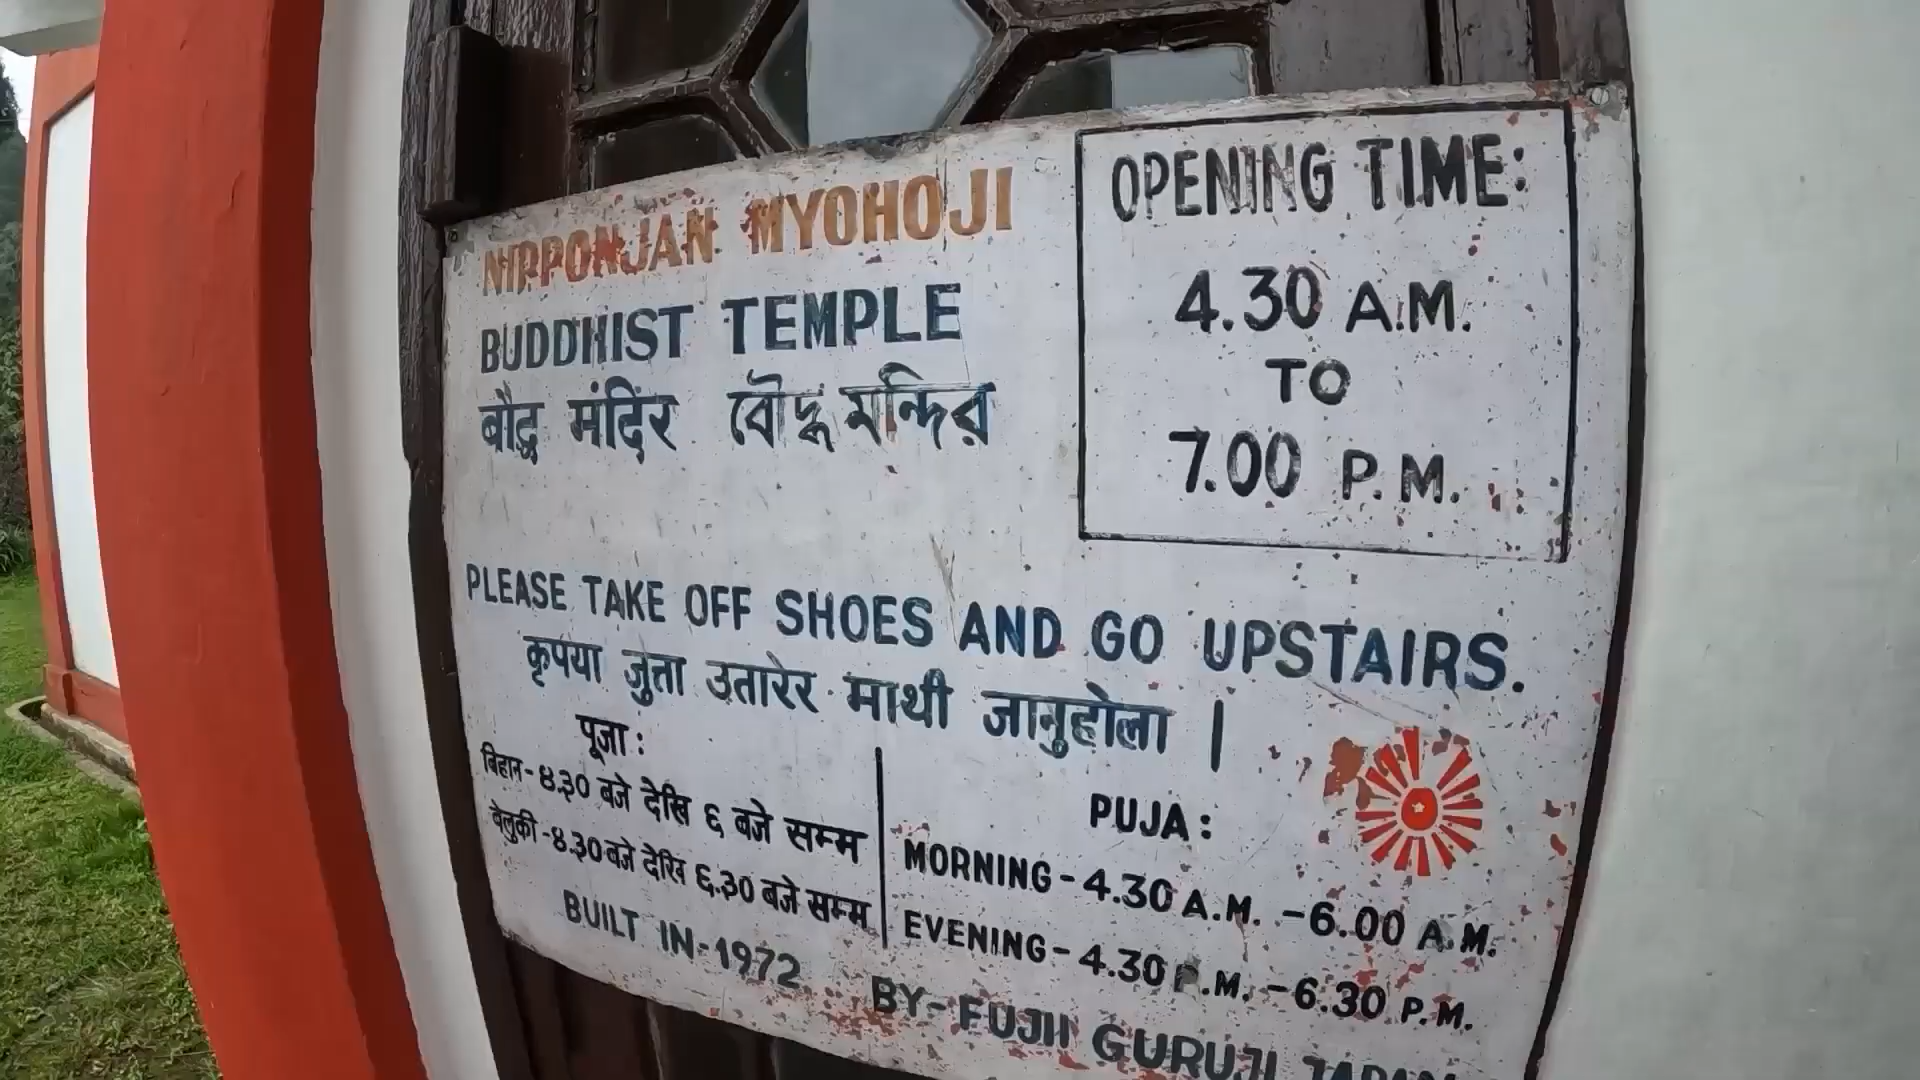 NIPPONJAN MYOHOJI
BUDDHIST TEMPLE
बौद्ध मंदिर বৌদ্ধ মন্দির
OPENING TIME:
4.30 A.M.
TO
7.00 P.M.
PLEASE TAKE OFF SHOES AND GO UPSTAIRS.
कृपया जुत्ता उतारेर माथी जानुहोला |
पूजा:
बिहान-४.३० बजे देखि ६ बजे सम्म
बेलुकी-४.३० बजे देखि ६.३० बजे सम्म
PUJA:
MORNING-4.30 A.M. -6.00 A.M.
EVENING-4.30 P.M. -6.30 P.M.
BUILT IN-1972 BY-FUJII GURUJI JAPAN